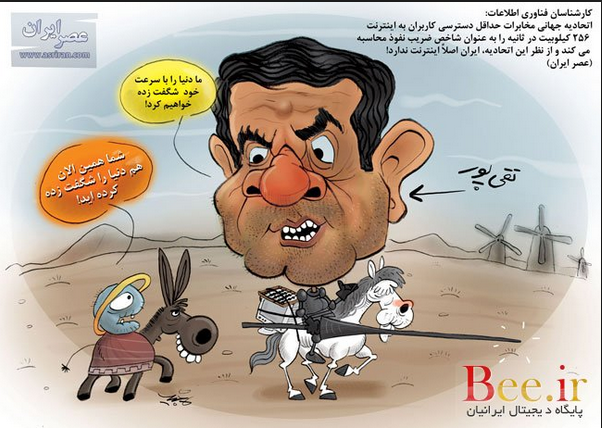 کارشناسان فناوری اطلاعات:
اتحادیه جهانی مخابرات حداقل دسترسی کاربران به اینترنت
۲۵۶ کیلوبیت در ثانیه را به عنوان شاخص ضریب نفوذ محاسبه
می کند و از نظر این اتحادیه، ایران اصلاً اینترنت ندارد!
(عصر ایران)
عصر ایران
www.asriran.com
ما دنیا را با سرعت
خود شگفت زده
خواهیم کرد!
شما همین الان
هم دنیا را شگفت زده
کرده اید!
تقی پور
Bee.ir
پایگاه دیجیتال ایرانیان